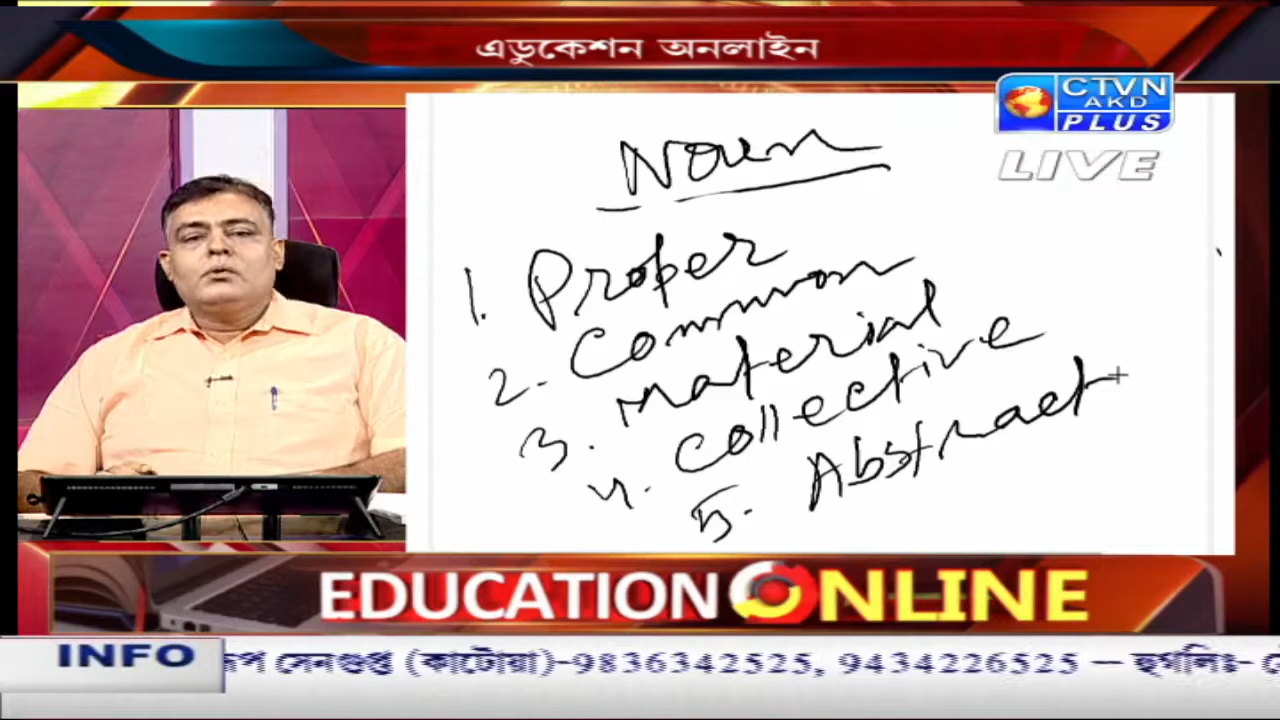 এডুকেশন অনলাইন
CTVN
AKD
PLUS
LIVE
Noun
1. Proper
2. Common
3. Material
4. Collective
5. Abstract
EDUCATION ONLINE
INFO
সেনগুপ্ত (কাটোয়া)-9836342525, 9434226525 – হুগলিঃ-